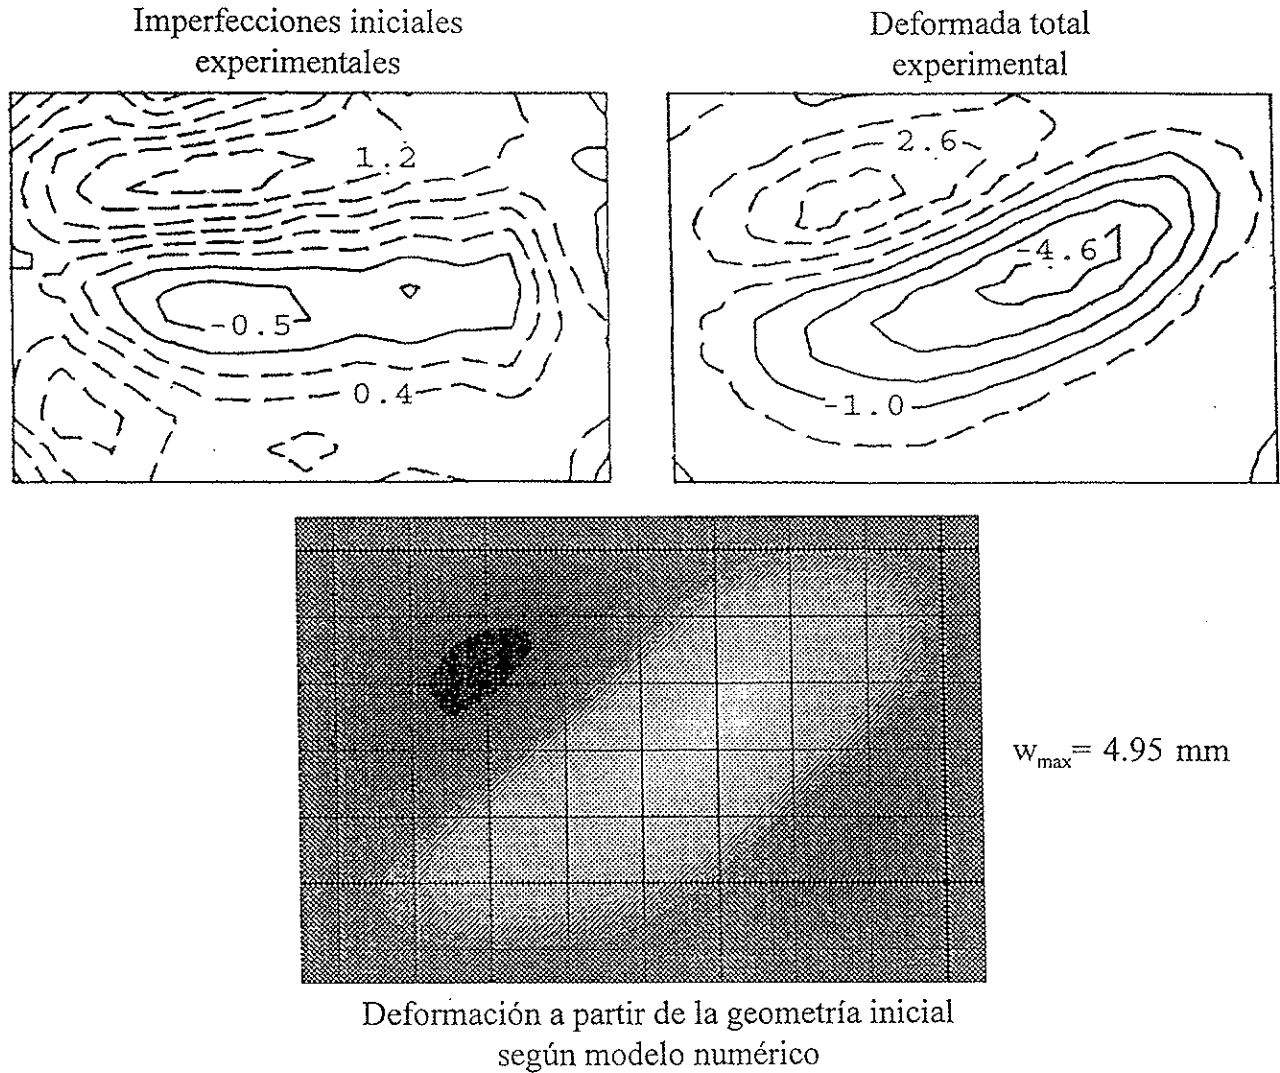 Imperfecciones iniciales
experimentales
Deformada total
experimental
1.2
-0.5
0.4
2.6
-4.6
-1.0
wmax= 4.95 mm
Deformación a partir de la geometría inicial
según modelo numérico